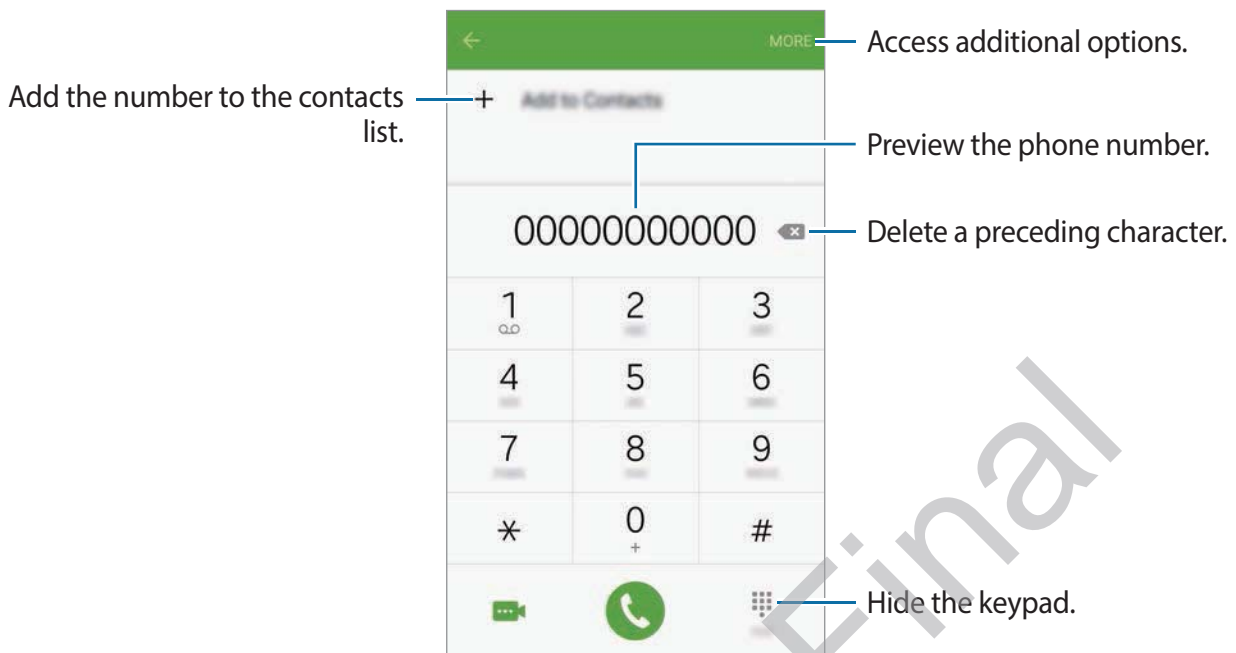 MORE
Access additional options.
Add the number to the contacts
list.
Add to Contacts
Preview the phone number.
00000000000
Delete a preceding character.
1 2 3
4 5 6
7 8 9
* 0 #
+
Hide the keypad.
Final